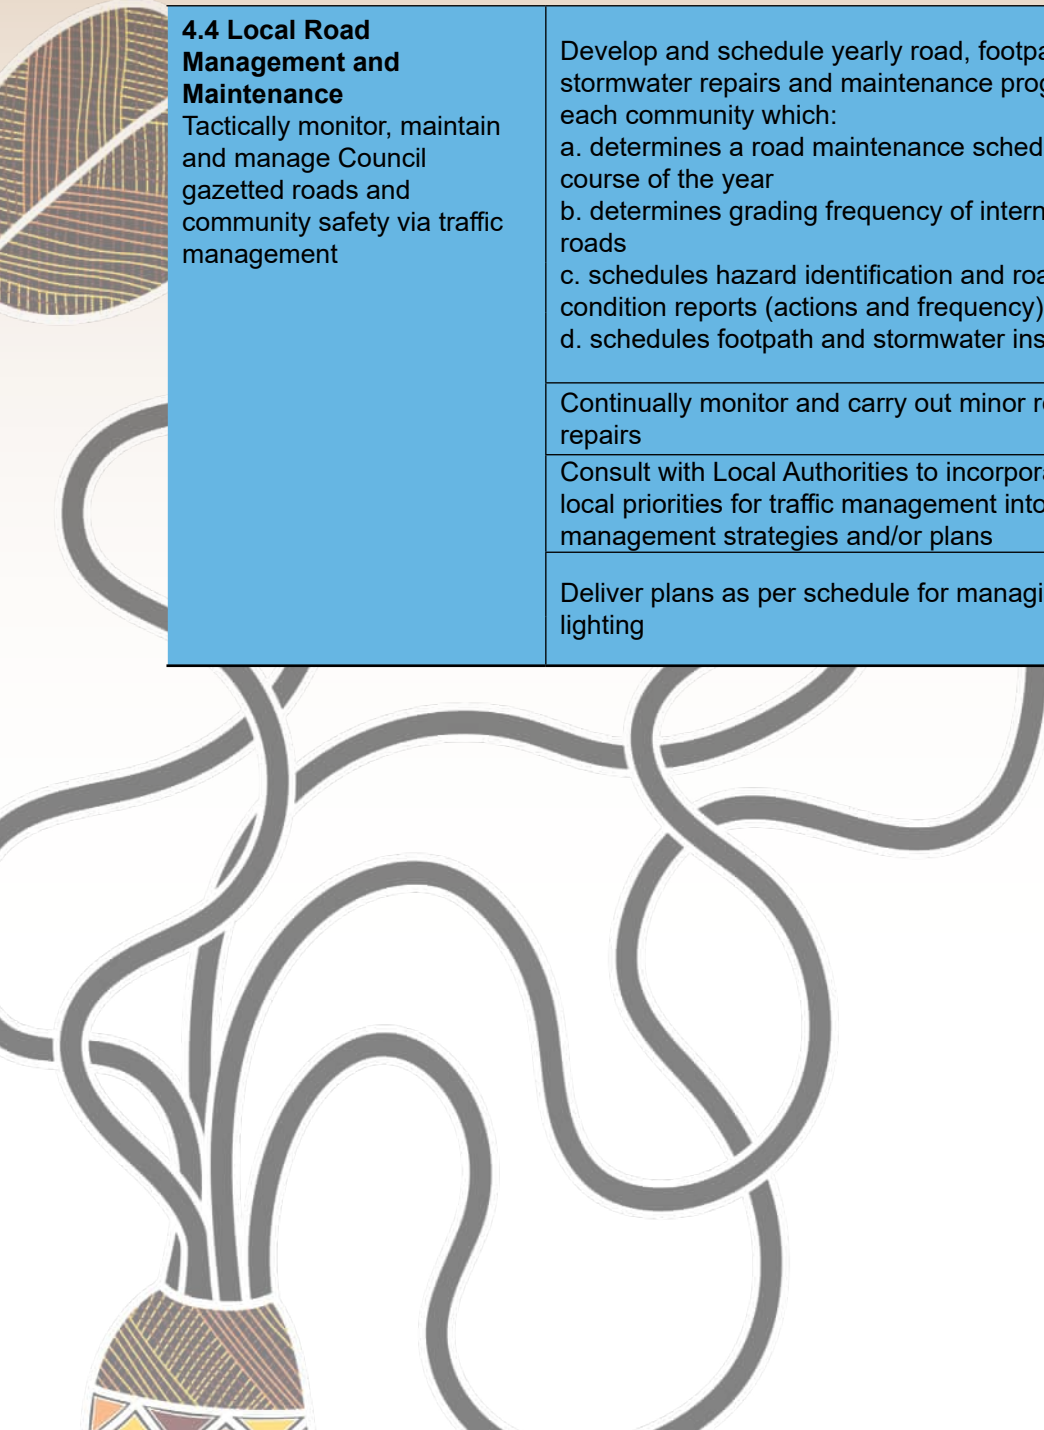 4.4 Local Road
Management and
Maintenance
Tactically monitor, maintain
and manage Council
gazetted roads and
community safety via traffic
management
Develop and schedule yearly road, footpa
stormwater repairs and maintenance prog
each community which:
a. determines a road maintenance sched
course of the year
b. determines grading frequency of intern
roads
c. schedules hazard identification and roa
condition reports (actions and frequency)
d. schedules footpath and stormwater ins
Continually monitor and carry out minor r
repairs
Consult with Local Authorities to incorpora
local priorities for traffic management into
management strategies and/or plans
Deliver plans as per schedule for managi
lighting